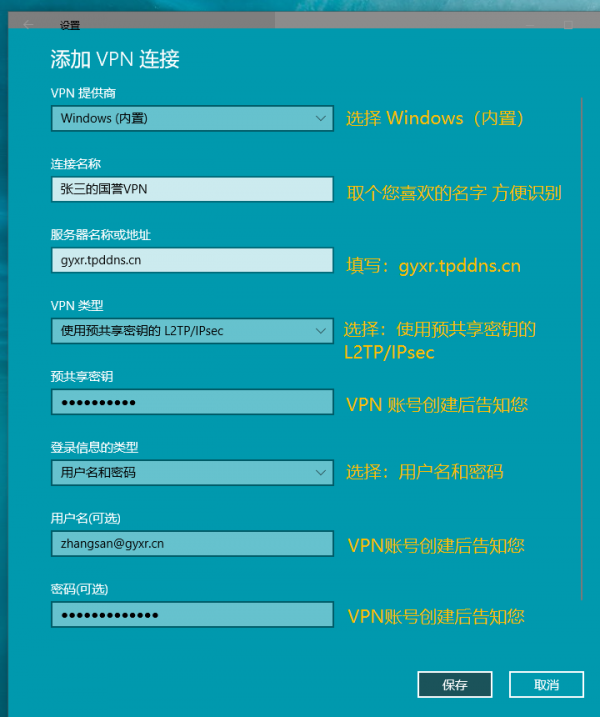 设置
添加 VPN 连接
VPN 提供商
Windows (内置)
选择 Windows（内置）
连接名称
张三的国誉VPN
取个您喜欢的名字 方便识别
服务器名称或地址
gyxr.tpddns.cn
填写：gyxr.tpddns.cn
VPN 类型
使用预共享密钥的 L2TP/IPsec
选择：使用预共享密钥的
L2TP/IPsec
预共享密钥
●●●●●●●●●●
VPN 账号创建后告知您
登录信息的类型
用户名和密码
选择：用户名和密码
用户名(可选)
zhangsan@gyxr.cn
VPN账号创建后告知您
密码(可选)
●●●●●●●●●●●●●
VPN账号创建后告知您
保存
取消